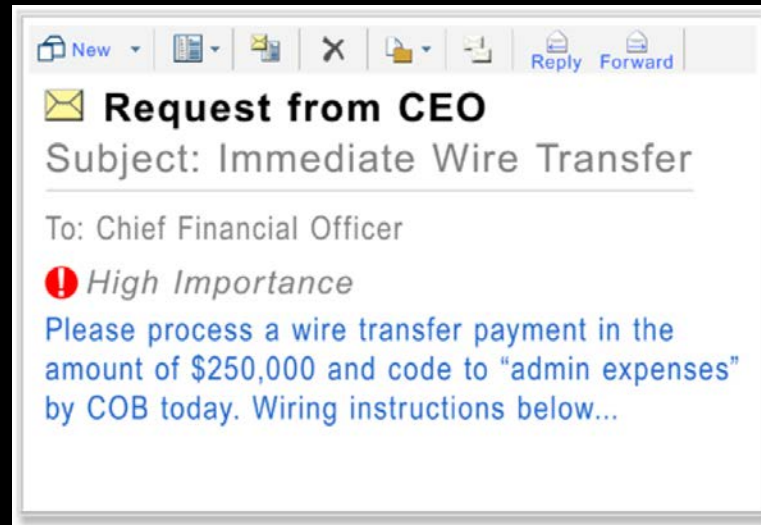 New
Reply Forward
Request from CEO
Subject: Immediate Wire Transfer
To: Chief Financial Officer
High Importance
Please process a wire transfer payment in the
amount of $250,000 and code to “admin expenses”
by COB today. Wiring instructions below...